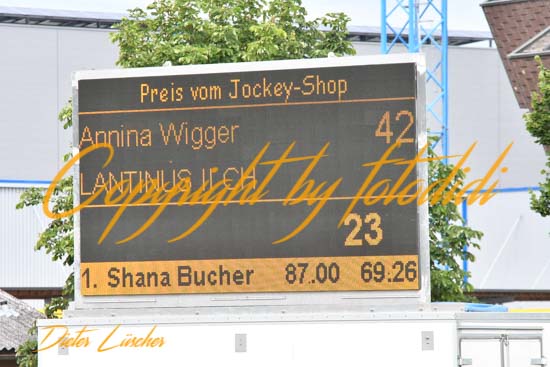 Preis vom Jockey-Shop
Annina Wigger 42
LANTINUS II CH
Copyright by fotodidi
23
1. Shana Bucher 87.00 69.26
Dieter Lüscher